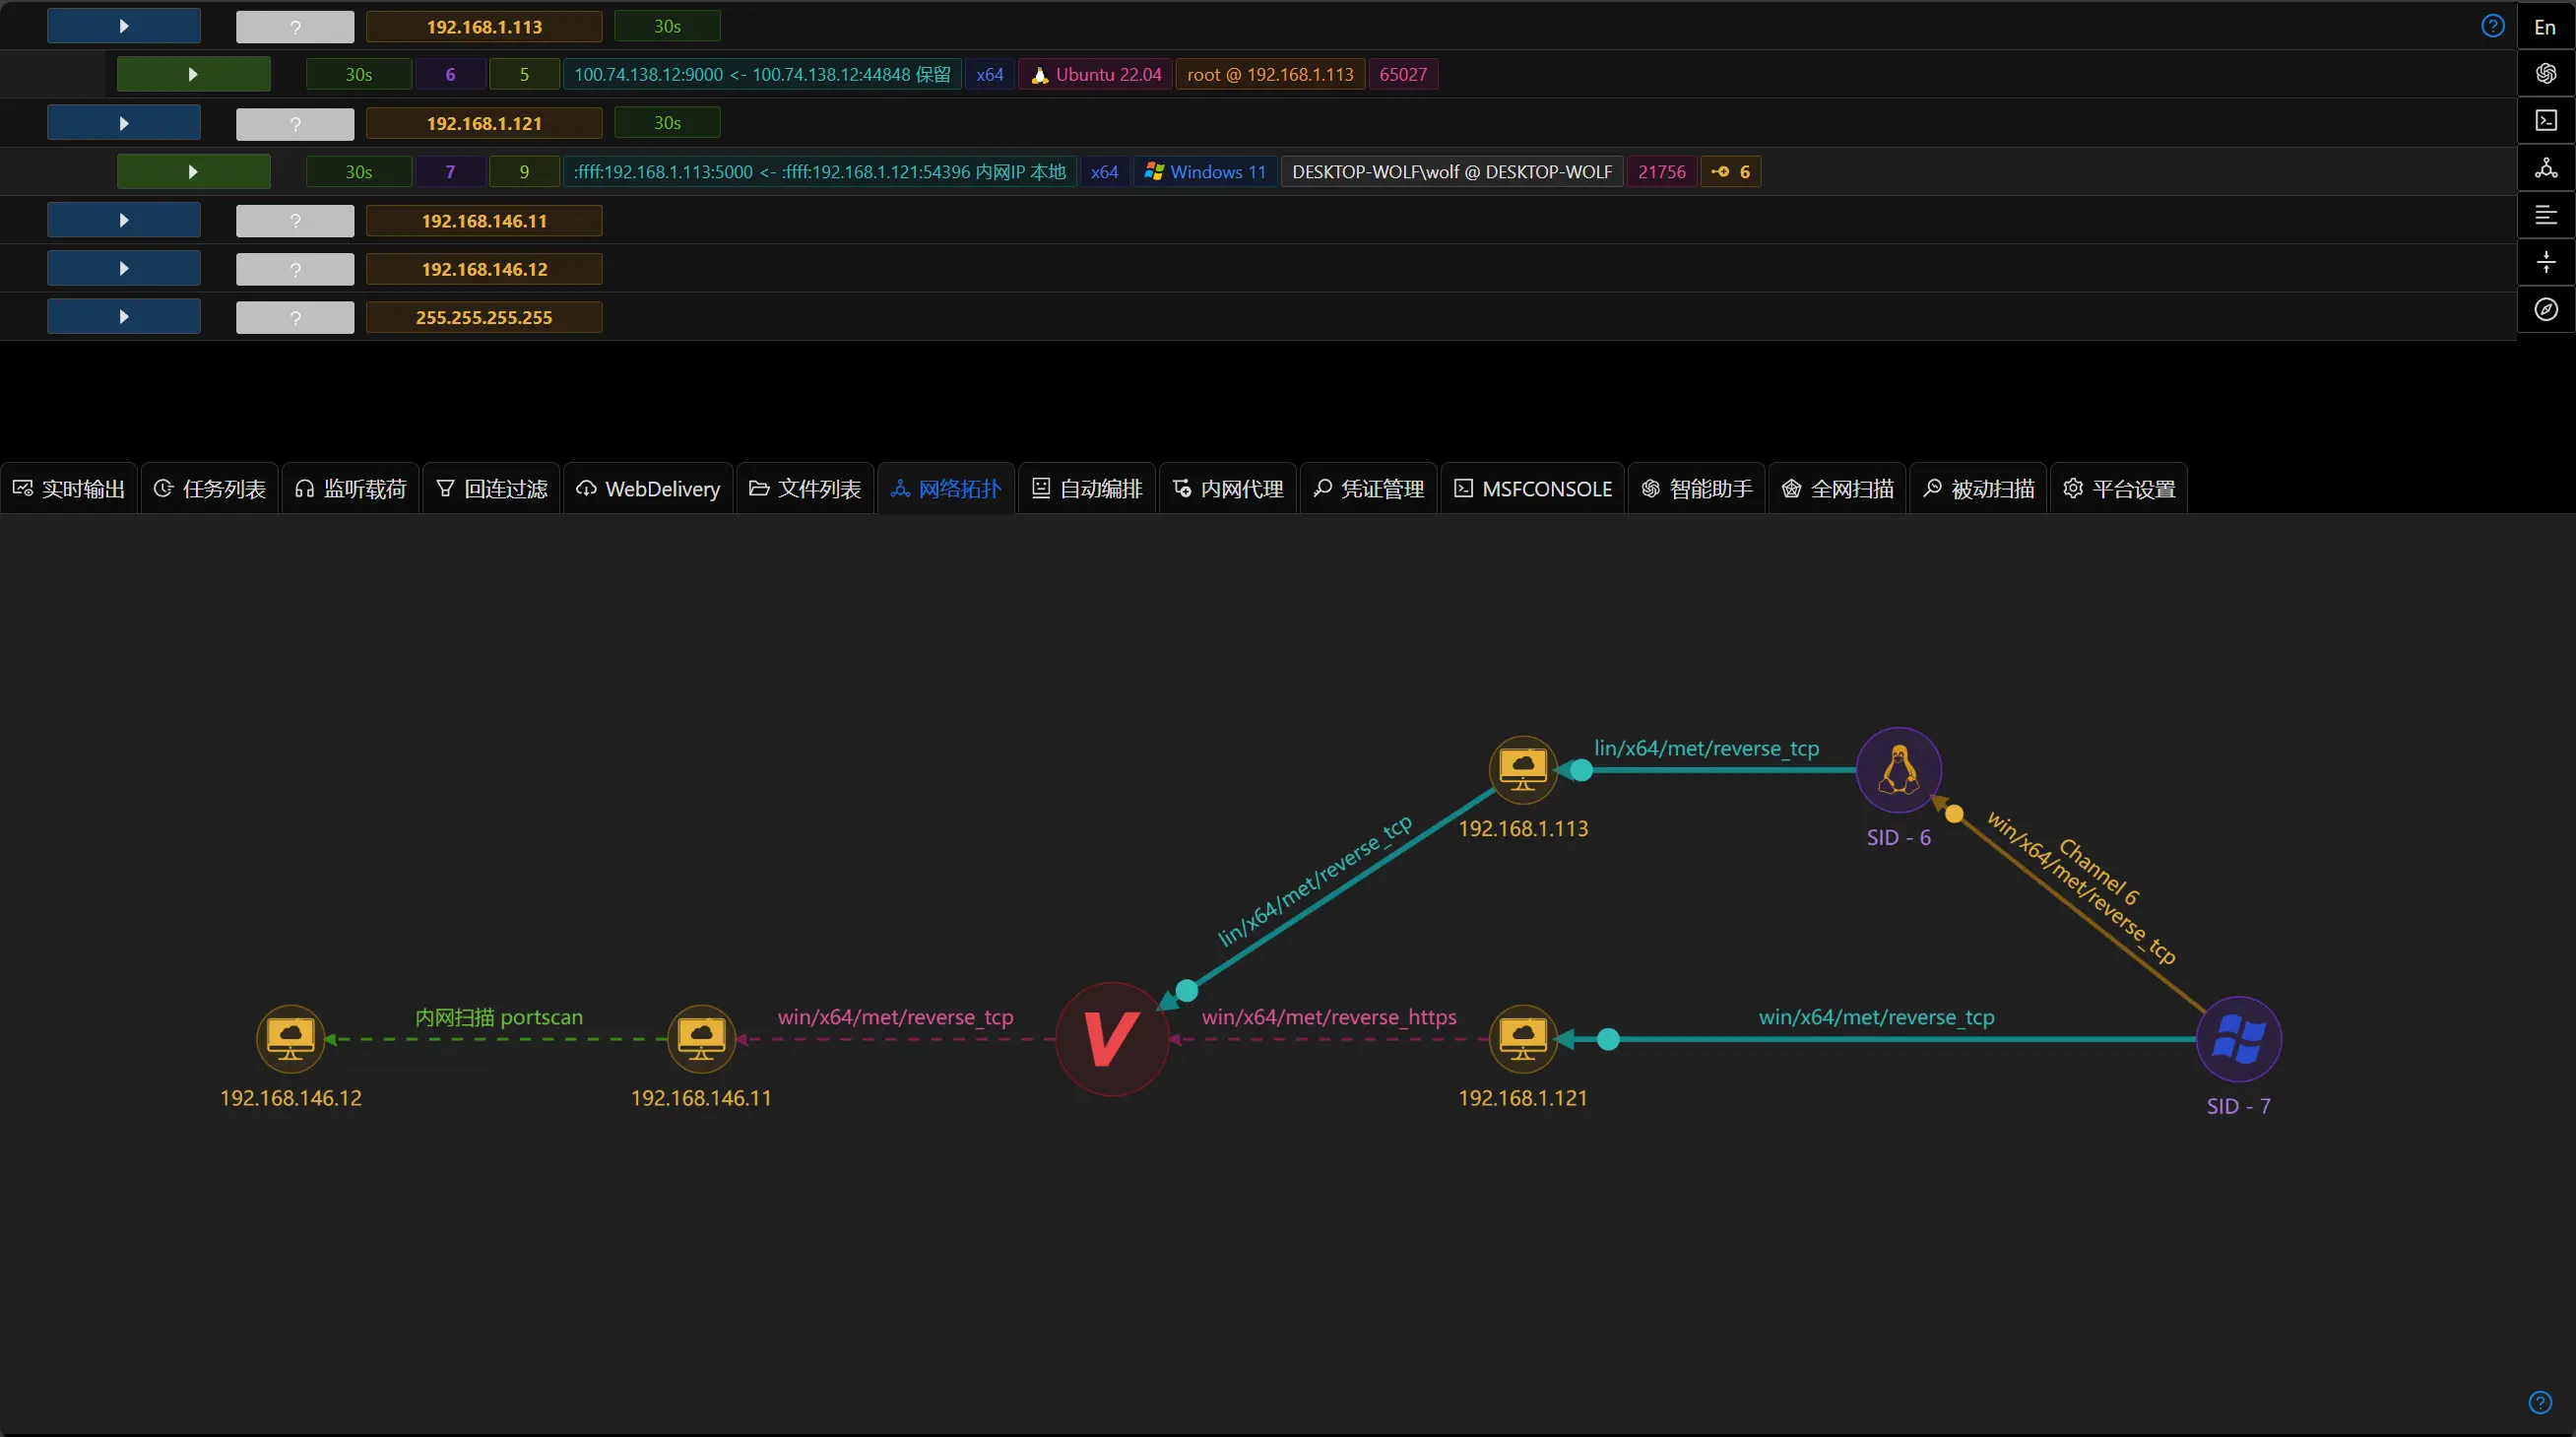 ? 192.168.1.113 30s ? En
30s 6 5 100.74.138.12:9000 <- 100.74.138.12:44848 保留 x64 Ubuntu 22.04 root @ 192.168.1.113 65027
? 192.168.1.121 30s
30s 7 9 :ffff:192.168.1.113:5000 <- :ffff:192.168.1.121:54396 内网IP 本地 x64 Windows 11 DESKTOP-WOLF\wolf @ DESKTOP-WOLF 21756 6
? 192.168.146.11
? 192.168.146.12
? 255.255.255.255
实时输出 任务列表 监听载荷 回连过滤 WebDelivery 文件列表 网络拓扑 自动编排 内网代理 凭证管理 MSFCONSOLE 智能助手 全网扫描 被动扫描 平台设置
lin/x64/met/reverse_tcp
192.168.1.113
SID - 6
lin/x64/met/reverse_tcp
Channel 6
win/x64/met/reverse_tcp
内网扫描 portscan
win/x64/met/reverse_tcp
win/x64/met/reverse_https
win/x64/met/reverse_tcp
V
192.168.146.12
192.168.146.11
192.168.1.121
SID - 7
?